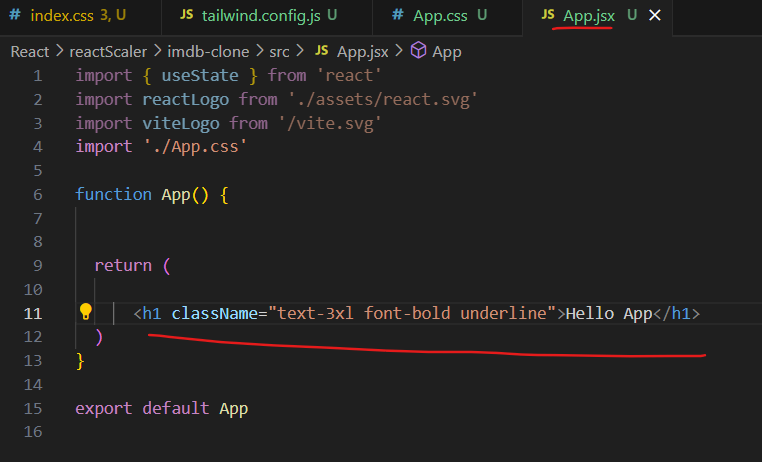 # index.css 3, U JS tailwind.config.js U # App.css U JS App.jsx U ×
React > reactScaler > imdb-clone > src > JS App.jsx > App
1 import { useState } from 'react'
2 import reactLogo from './assets/react.svg'
3 import viteLogo from '/vite.svg'
4 import './App.css'
5
6 function App() {
7
8
9 return (
10
11 <h1 className="text-3xl font-bold underline">Hello App</h1>
12 )
13 }
14
15 export default App
16